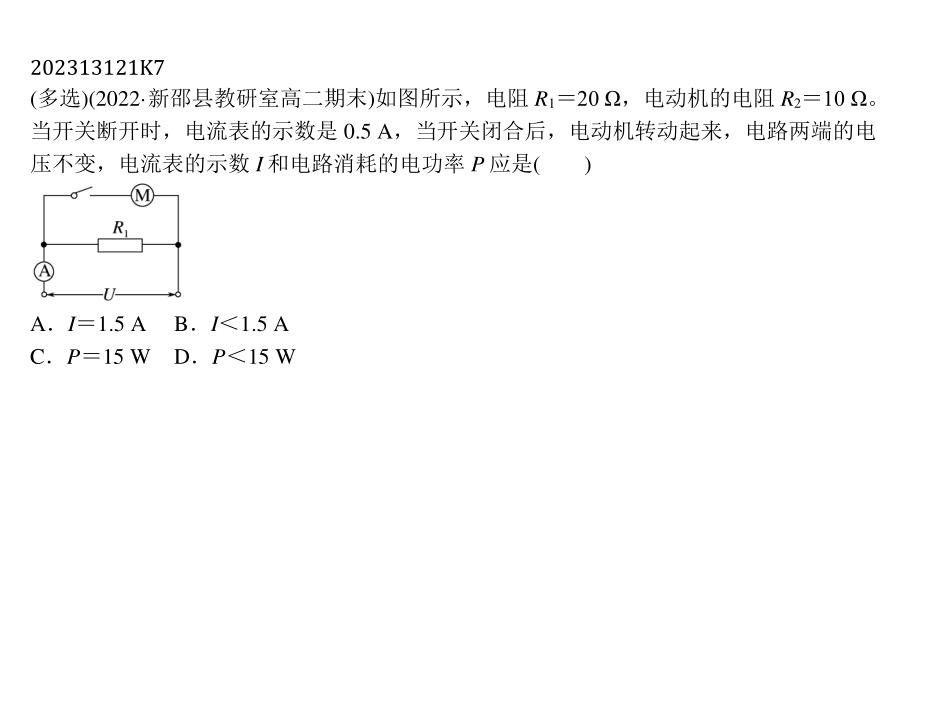 202313121K7
(多选)(2022·新邵县教研室高二期末)如图所示，电阻 R₁＝20 Ω，电动机的电阻 R₂＝10 Ω。
当开关断开时，电流表的示数是 0.5 A，当开关闭合后，电动机转动起来，电路两端的电
压不变，电流表的示数 I 和电路消耗的电功率 P 应是(　　)
M
R₁
A
U
A．I＝1.5 A　B．I＜1.5 A
C．P＝15 W　D．P＜15 W